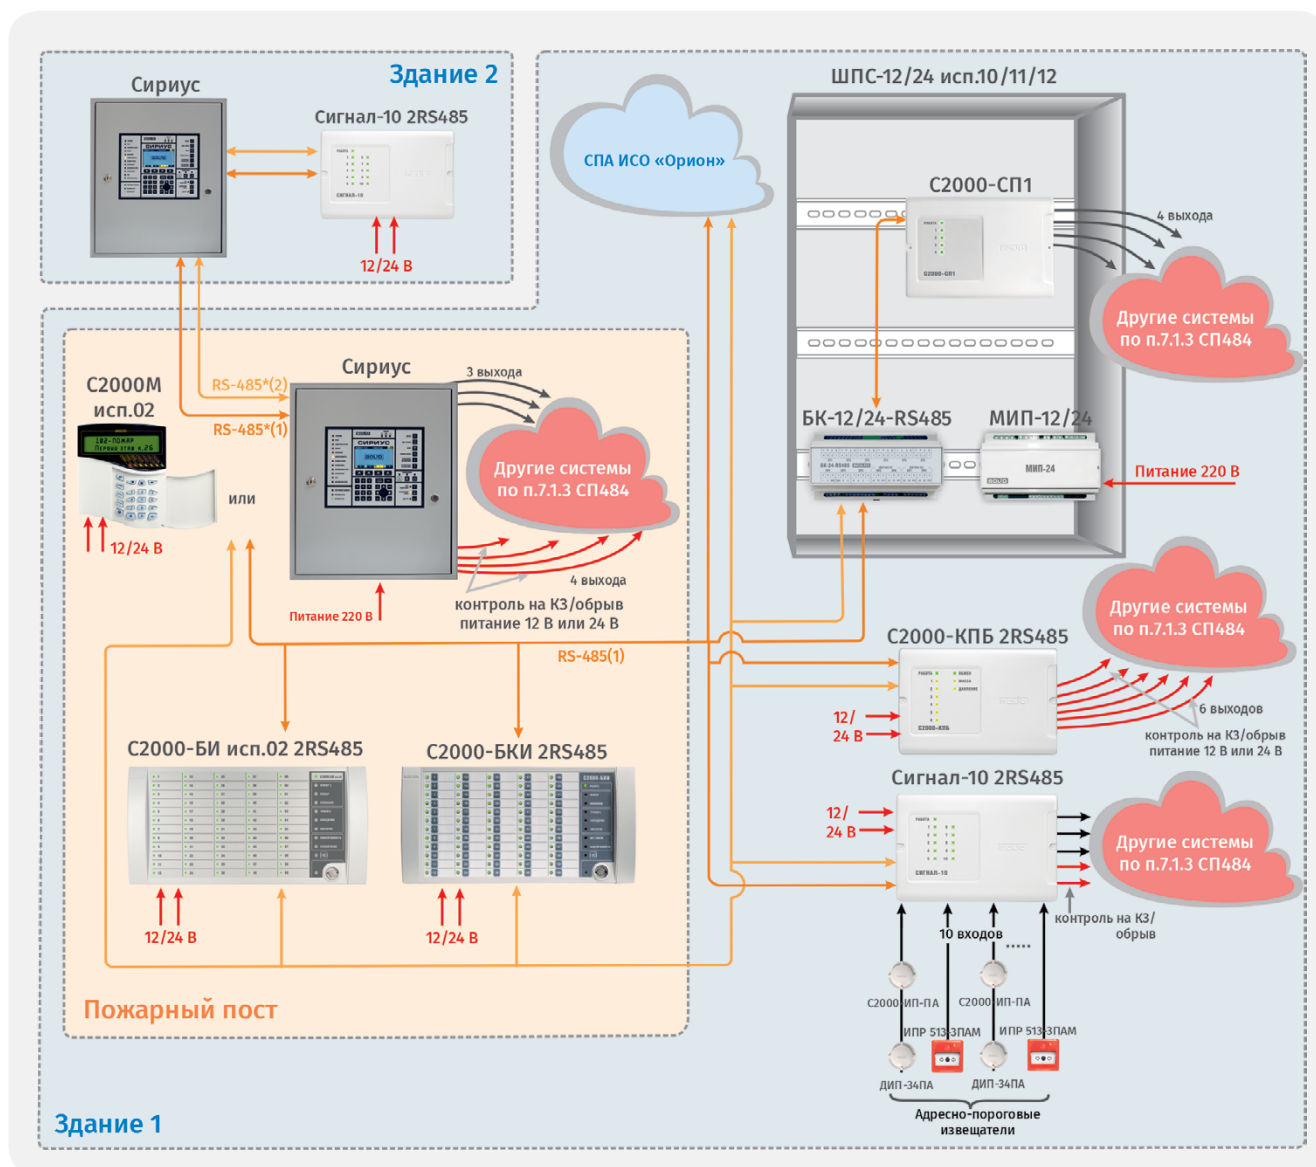 Здание 2
Сириус
Сигнал-10 2RS485
12/24 В
СПА ИСО «Орион»
ШПС-12/24 исп.10/11/12
С2000-СП1
4 выхода
Другие системы
по п.7.1.3 СП484
БК-12/24-RS485
МИП-12/24
МИП-24
Питание 220 В
С2000М
исп.02
12/24 В
или
RS-485*(2)
RS-485*(1)
Сириус
3 выхода
Другие системы
по п.7.1.3 СП484
4 выхода
контроль на КЗ/обрыв
питание 12 В или 24 В
Питание 220 В
RS-485(1)
С2000-БИ исп.02 2RS485
12/24 В
С2000-БКИ 2RS485
12/24 В
Пожарный пост
С2000-КПБ 2RS485
12/
24 В
Другие системы
по п.7.1.3 СП484
6 выходов
контроль на КЗ/обрыв
питание 12 В или 24 В
Сигнал-10 2RS485
12/
24 В
СИГНАЛ-10
Другие системы
по п.7.1.3 СП484
контроль на КЗ/
обрыв
10 входов
С2000-ИП-ПА
С2000-ИП-ПА
ИПР 513-3ПАМ
ИПР 513-3ПАМ
ДИП-34ПА
ДИП-34ПА
Адресно-пороговые
извещатели
Здание 1